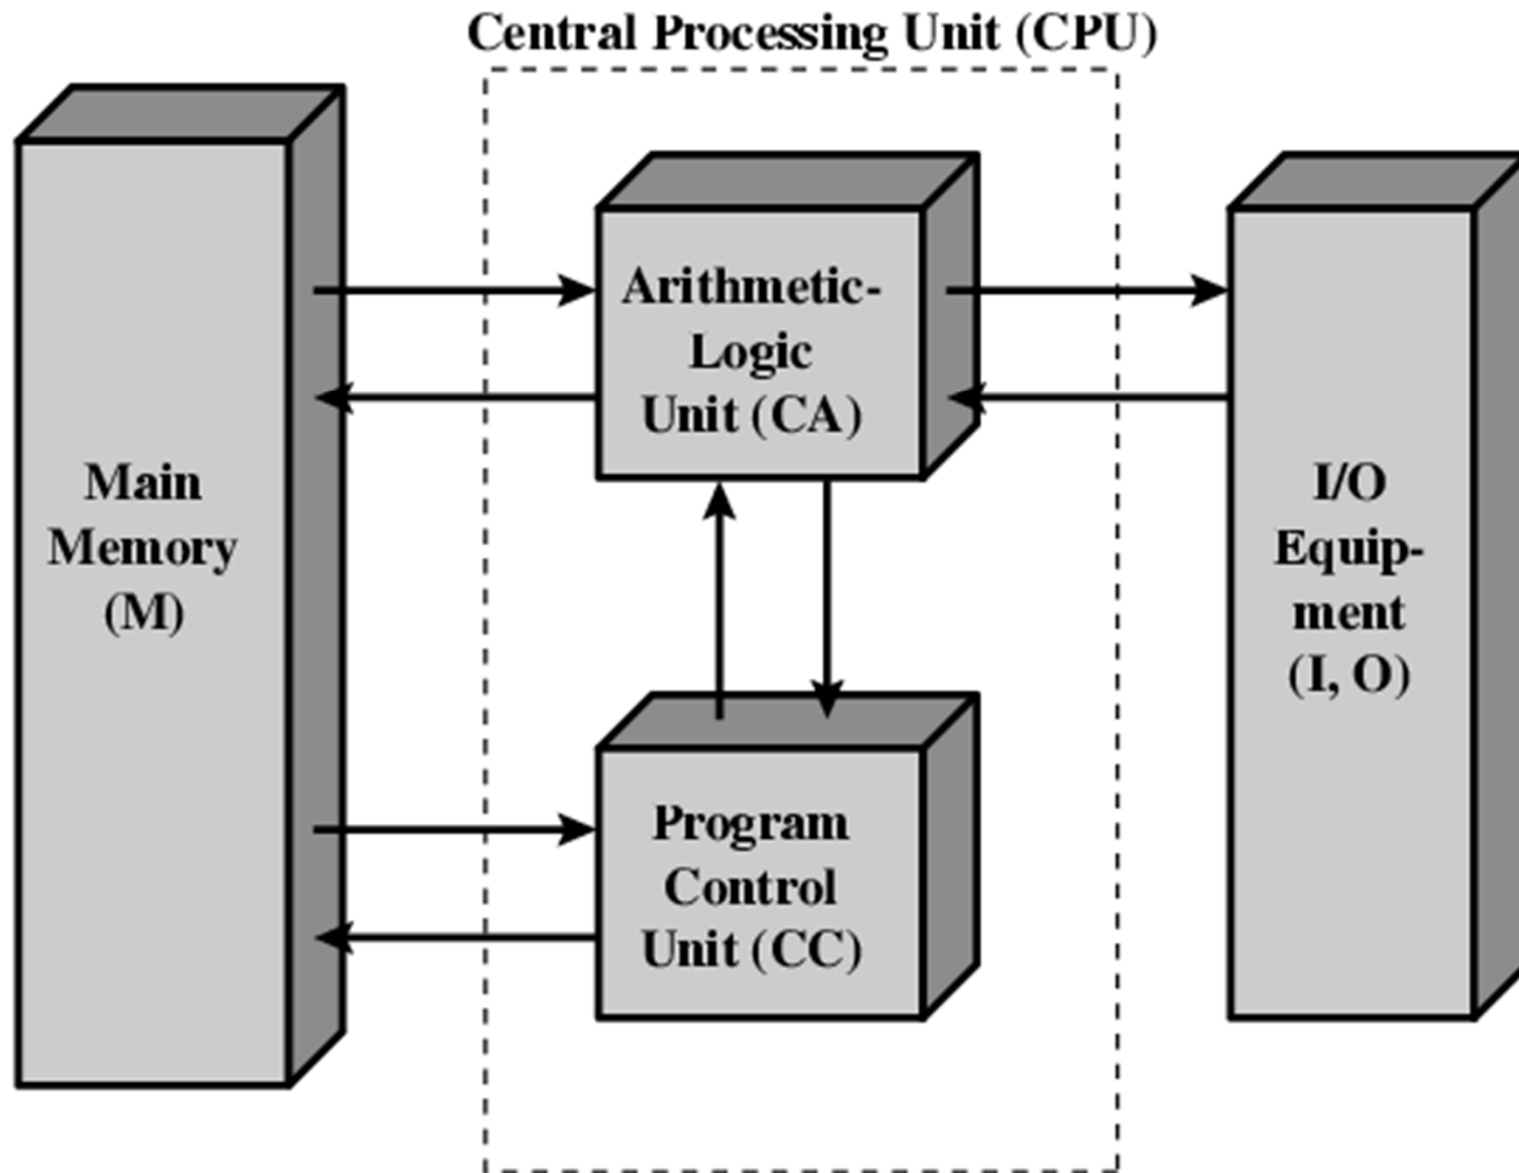 Central Processing Unit (CPU)
Main
Memory
(M)
Arithmetic-
Logic
Unit (CA)
Program
Control
Unit (CC)
I/O
Equip-
ment
(I, O)